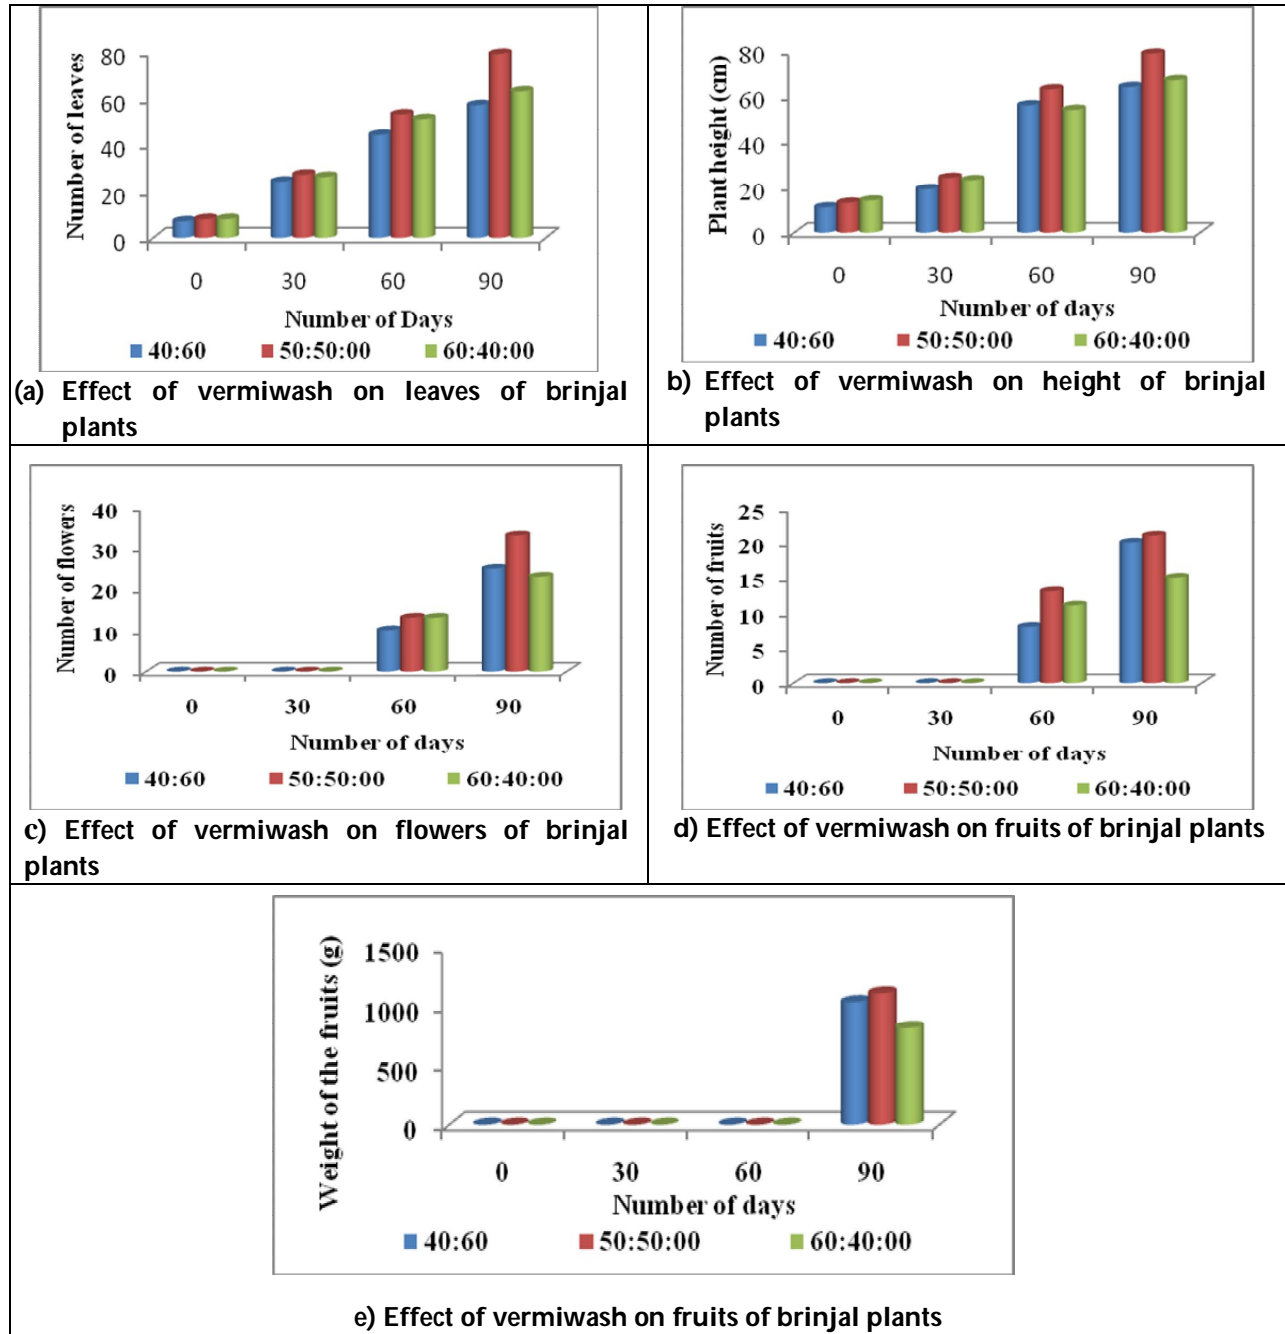 Number of leaves
80
60
40
20
0
0 30 60 90
Number of Days
40:60 50:50:00 60:40:00
(a) Effect of vermiwash on leaves of brinjal
plants
Plant height (cm)
80
60
40
20
0
0 30 60 90
Number of days
40:60 50:50:00 60:40:00
b) Effect of vermiwash on height of brinjal
plants
Number of flowers
40
30
20
10
0
0 30 60 90
Number of days
40:60 50:50:00 60:40:00
c) Effect of vermiwash on flowers of brinjal
plants
Number of fruits
25
20
15
10
5
0
0 30 60 90
Number of days
40:60 50:50:00 60:40:00
d) Effect of vermiwash on fruits of brinjal plants
Weight of the fruits (g)
1500
1000
500
0
0 30 60 90
Number of days
40:60 50:50:00 60:40:00
e) Effect of vermiwash on fruits of brinjal plants